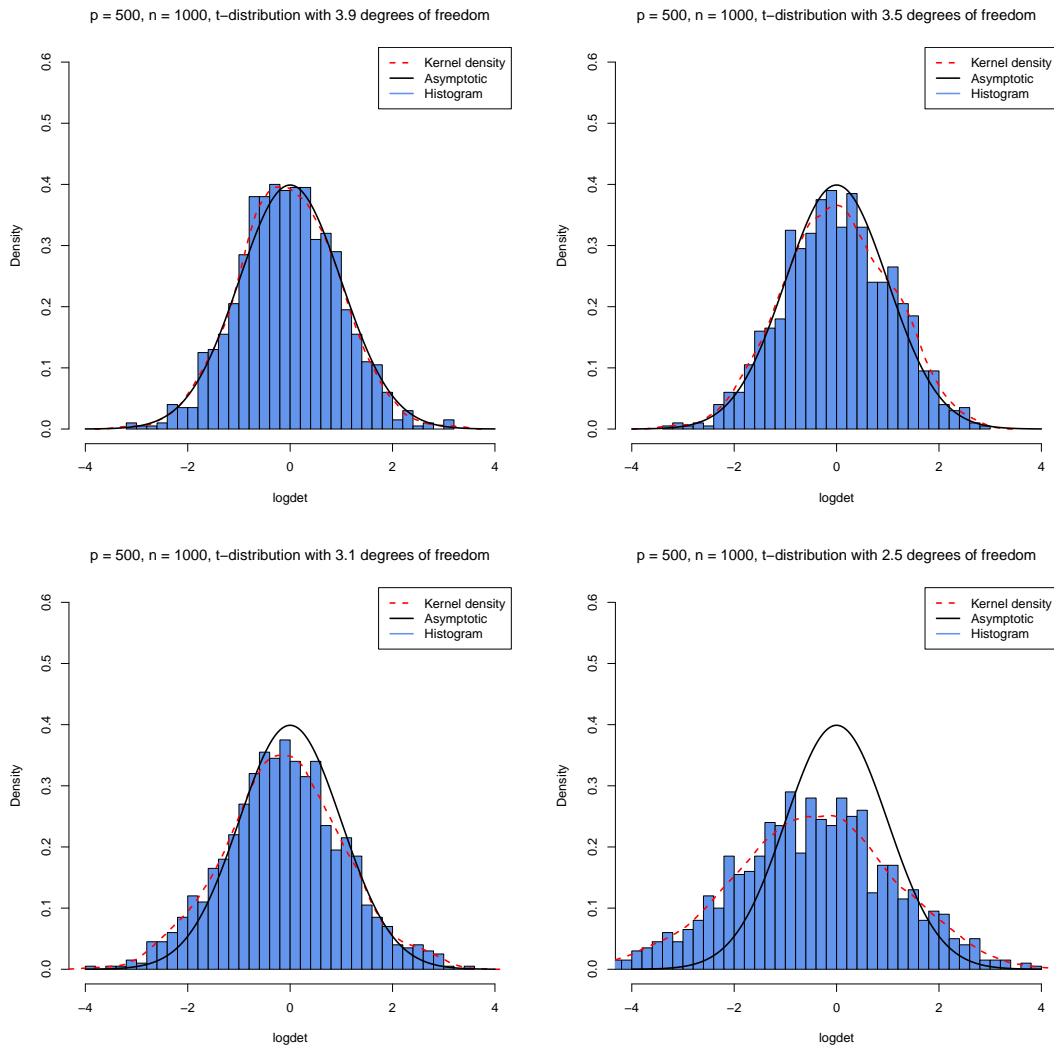 p = 500, n = 1000, t−distribution with 3.9 degrees of freedom
Kernel density
Asymptotic
Histogram
Density
0.0 0.1 0.2 0.3 0.4 0.5 0.6
−4 −2 0 2 4
logdet
p = 500, n = 1000, t−distribution with 3.5 degrees of freedom
Kernel density
Asymptotic
Histogram
Density
0.0 0.1 0.2 0.3 0.4 0.5 0.6
−4 −2 0 2 4
logdet
p = 500, n = 1000, t−distribution with 3.1 degrees of freedom
Kernel density
Asymptotic
Histogram
Density
0.0 0.1 0.2 0.3 0.4 0.5 0.6
−4 −2 0 2 4
logdet
p = 500, n = 1000, t−distribution with 2.5 degrees of freedom
Kernel density
Asymptotic
Histogram
Density
0.0 0.1 0.2 0.3 0.4 0.5 0.6
−4 −2 0 2 4
logdet